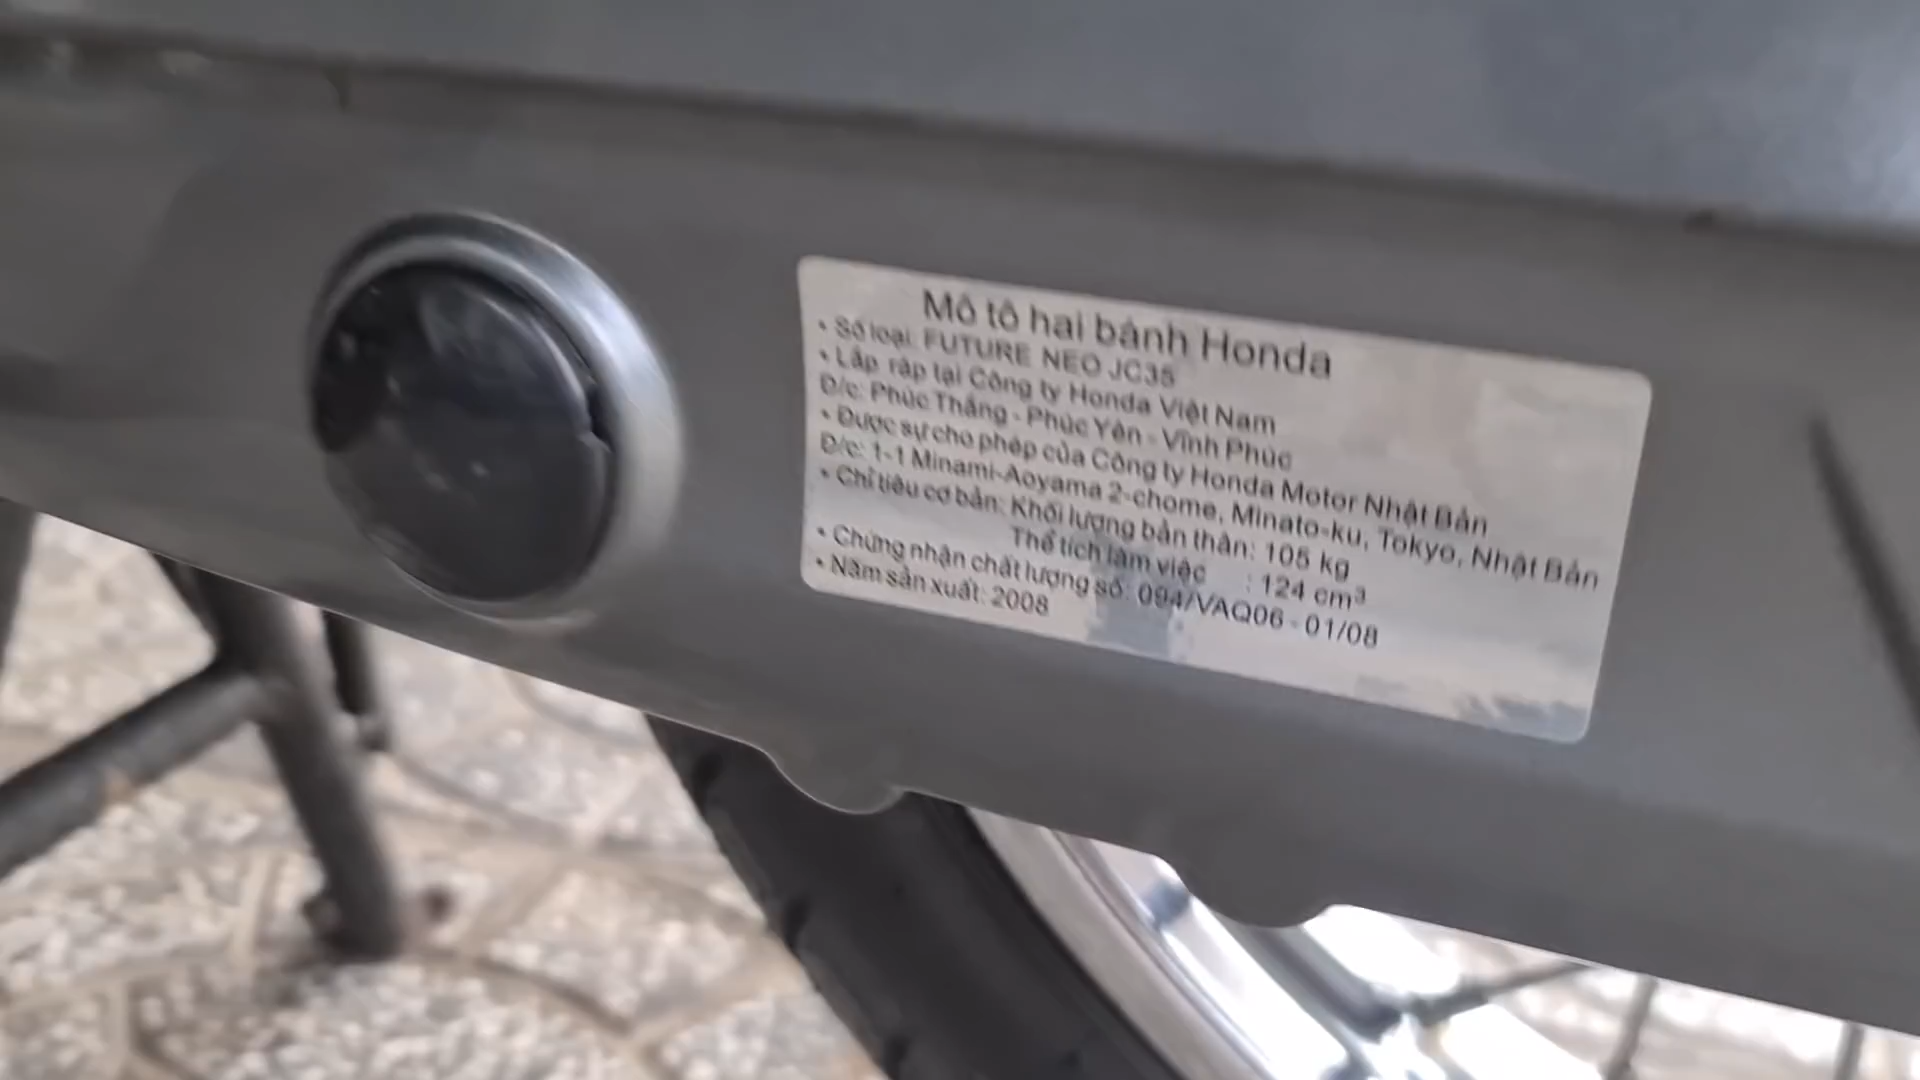 Mô tô hai bánh Honda
• Số loại: FUTURE NEO JC35
• Lắp ráp tại Công ty Honda Việt Nam
Đ/c: Phúc Thắng - Phúc Yên - Vĩnh Phúc
• Được sự cho phép của Công ty Honda Motor Nhật Bản
Đ/c: 1-1 Minami-Aoyama 2-chome, Minato-ku, Tokyo, Nhật Bản
• Chỉ tiêu cơ bản: Khối lượng bản thân: 105 kg
Thể tích làm việc : 124 cm³
• Chứng nhận chất lượng số: 094/VAQ06 - 01/08
• Năm sản xuất: 2008